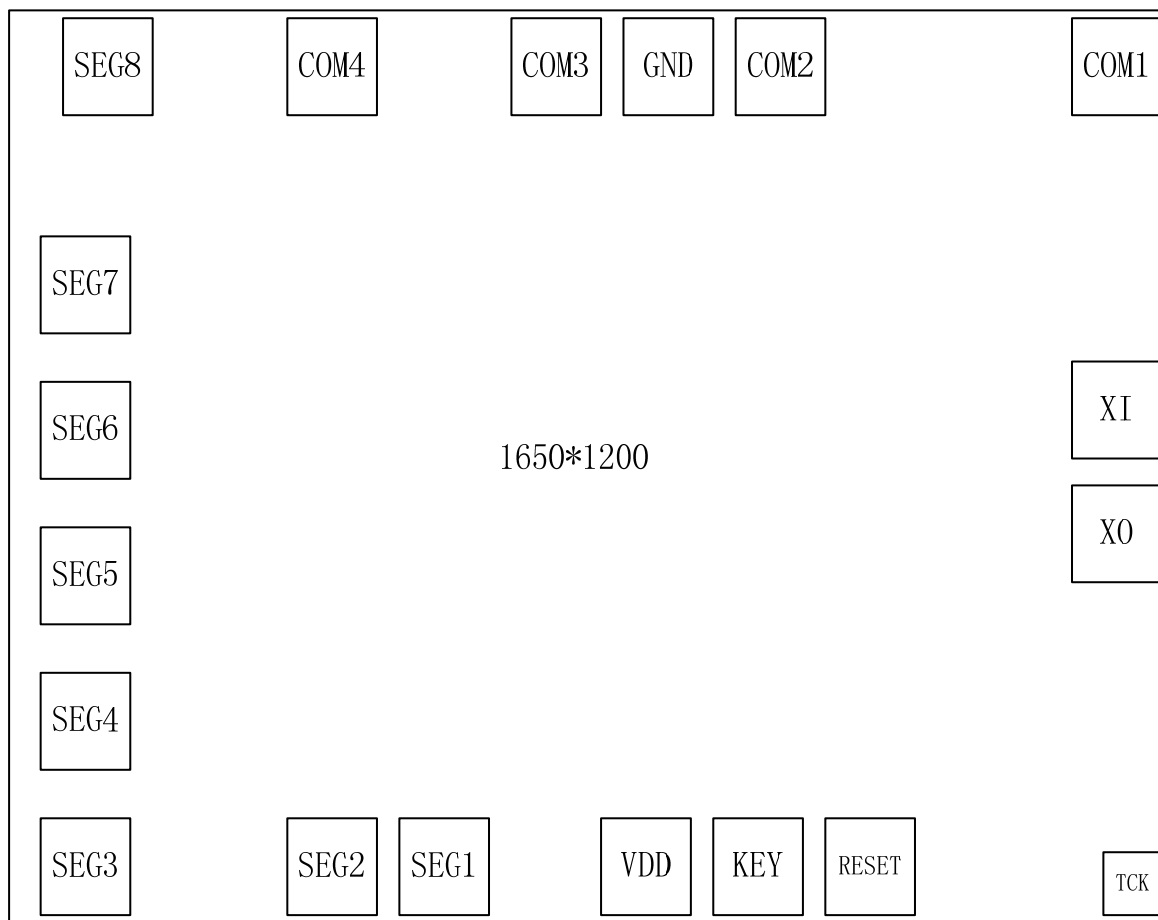 SEG8 COM4 COM3 GND COM2 COM1
SEG7
XI
SEG6
1650*1200
XO
SEG5
SEG4
SEG3 SEG2 SEG1 VDD KEY RESET TCK